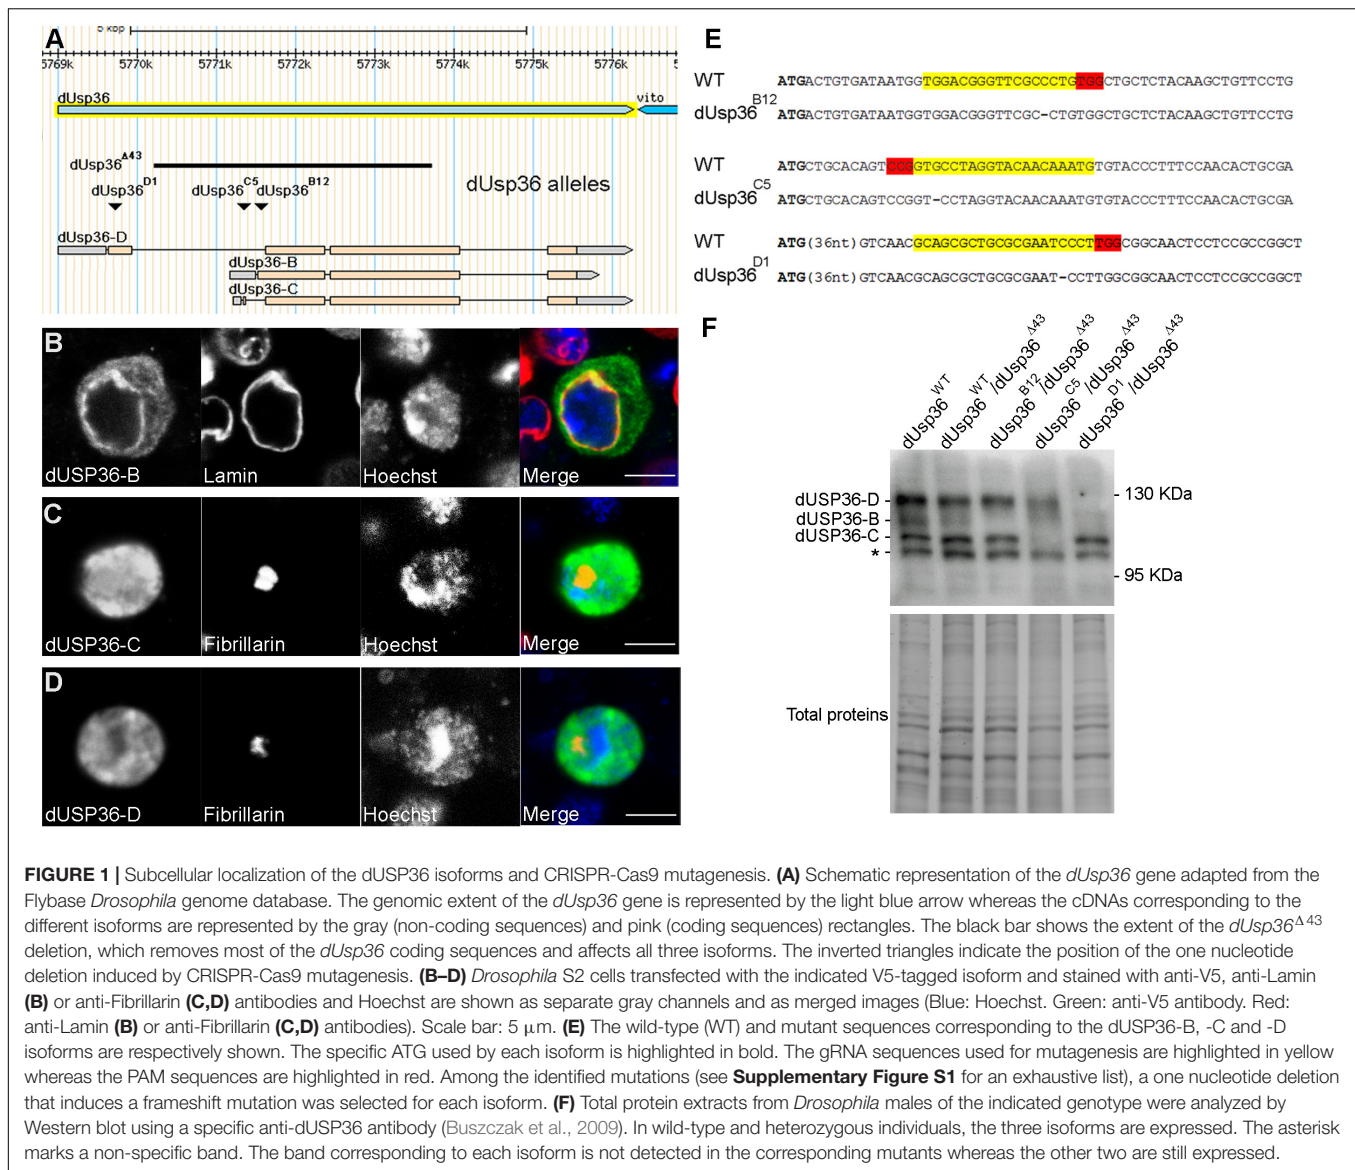 A
5 kbp
5769k 5770k 5771k 5772k 5773k 5774k 5775k 5776k 5
dUsp36
vito
dUsp36Δ43
dUsp36D1 dUsp36C5 dUsp36B12
dUsp36 alleles
dUsp36-D
dUsp36-B
dUsp36-C
B
dUSP36-B Lamin Hoechst Merge
C
dUSP36-C Fibrillarin Hoechst Merge
D
dUSP36-D Fibrillarin Hoechst Merge
E
WT ATGACTGTGATAATGGTGGACGGGTTCGCCCTGTGGCTGCTCTACAAGCTGTTCCTG
dUsp36B12 ATGACTGTGATAATGGTGGACGGGTTCGC-CTGTGGCTGCTCTACAAGCTGTTCCTG
WT ATGCTGCACAGTCCGGTGCCTAGGTACAACAAATGTGTACCCTTTCCAACACTGCGA
dUsp36C5 ATGCTGCACAGTCCGGT-CCTAGGTACAACAAATGTGTACCCTTTCCAACACTGCGA
WT ATG(36nt)GTCAACGCAGCGCTGCGCGAATCCCTTGGCGGCAACTCCTCCGCCGGCT
dUsp36D1 ATG(36nt)GTCAACGCAGCGCTGCGCGAAT-CCTTGGCGGCAACTCCTCCGCCGGCT
F
dUsp36WT
dUsp36WT/dUsp36Δ43
dUsp36B12/dUsp36Δ43
dUsp36C5/dUsp36Δ43
dUsp36D1/dUsp36Δ43
dUSP36-D - - 130 KDa
dUSP36-B -
dUSP36-C -
* -
- 95 KDa
Total proteins
FIGURE 1 | Subcellular localization of the dUSP36 isoforms and CRISPR-Cas9 mutagenesis. (A) Schematic representation of the dUsp36 gene adapted from the
Flybase Drosophila genome database. The genomic extent of the dUsp36 gene is represented by the light blue arrow whereas the cDNAs corresponding to the
different isoforms are represented by the gray (non-coding sequences) and pink (coding sequences) rectangles. The black bar shows the extent of the dUsp36Δ43
deletion, which removes most of the dUsp36 coding sequences and affects all three isoforms. The inverted triangles indicate the position of the one nucleotide
deletion induced by CRISPR-Cas9 mutagenesis. (B–D) Drosophila S2 cells transfected with the indicated V5-tagged isoform and stained with anti-V5, anti-Lamin
(B) or anti-Fibrillarin (C,D) antibodies and Hoechst are shown as separate gray channels and as merged images (Blue: Hoechst. Green: anti-V5 antibody. Red:
anti-Lamin (B) or anti-Fibrillarin (C,D) antibodies). Scale bar: 5 μm. (E) The wild-type (WT) and mutant sequences corresponding to the dUSP36-B, -C and -D
isoforms are respectively shown. The specific ATG used by each isoform is highlighted in bold. The gRNA sequences used for mutagenesis are highlighted in yellow
whereas the PAM sequences are highlighted in red. Among the identified mutations (see Supplementary Figure S1 for an exhaustive list), a one nucleotide deletion
that induces a frameshift mutation was selected for each isoform. (F) Total protein extracts from Drosophila males of the indicated genotype were analyzed by
Western blot using a specific anti-dUSP36 antibody (Buszczak et al., 2009). In wild-type and heterozygous individuals, the three isoforms are expressed. The asterisk
marks a non-specific band. The band corresponding to each isoform is not detected in the corresponding mutants whereas the other two are still expressed.